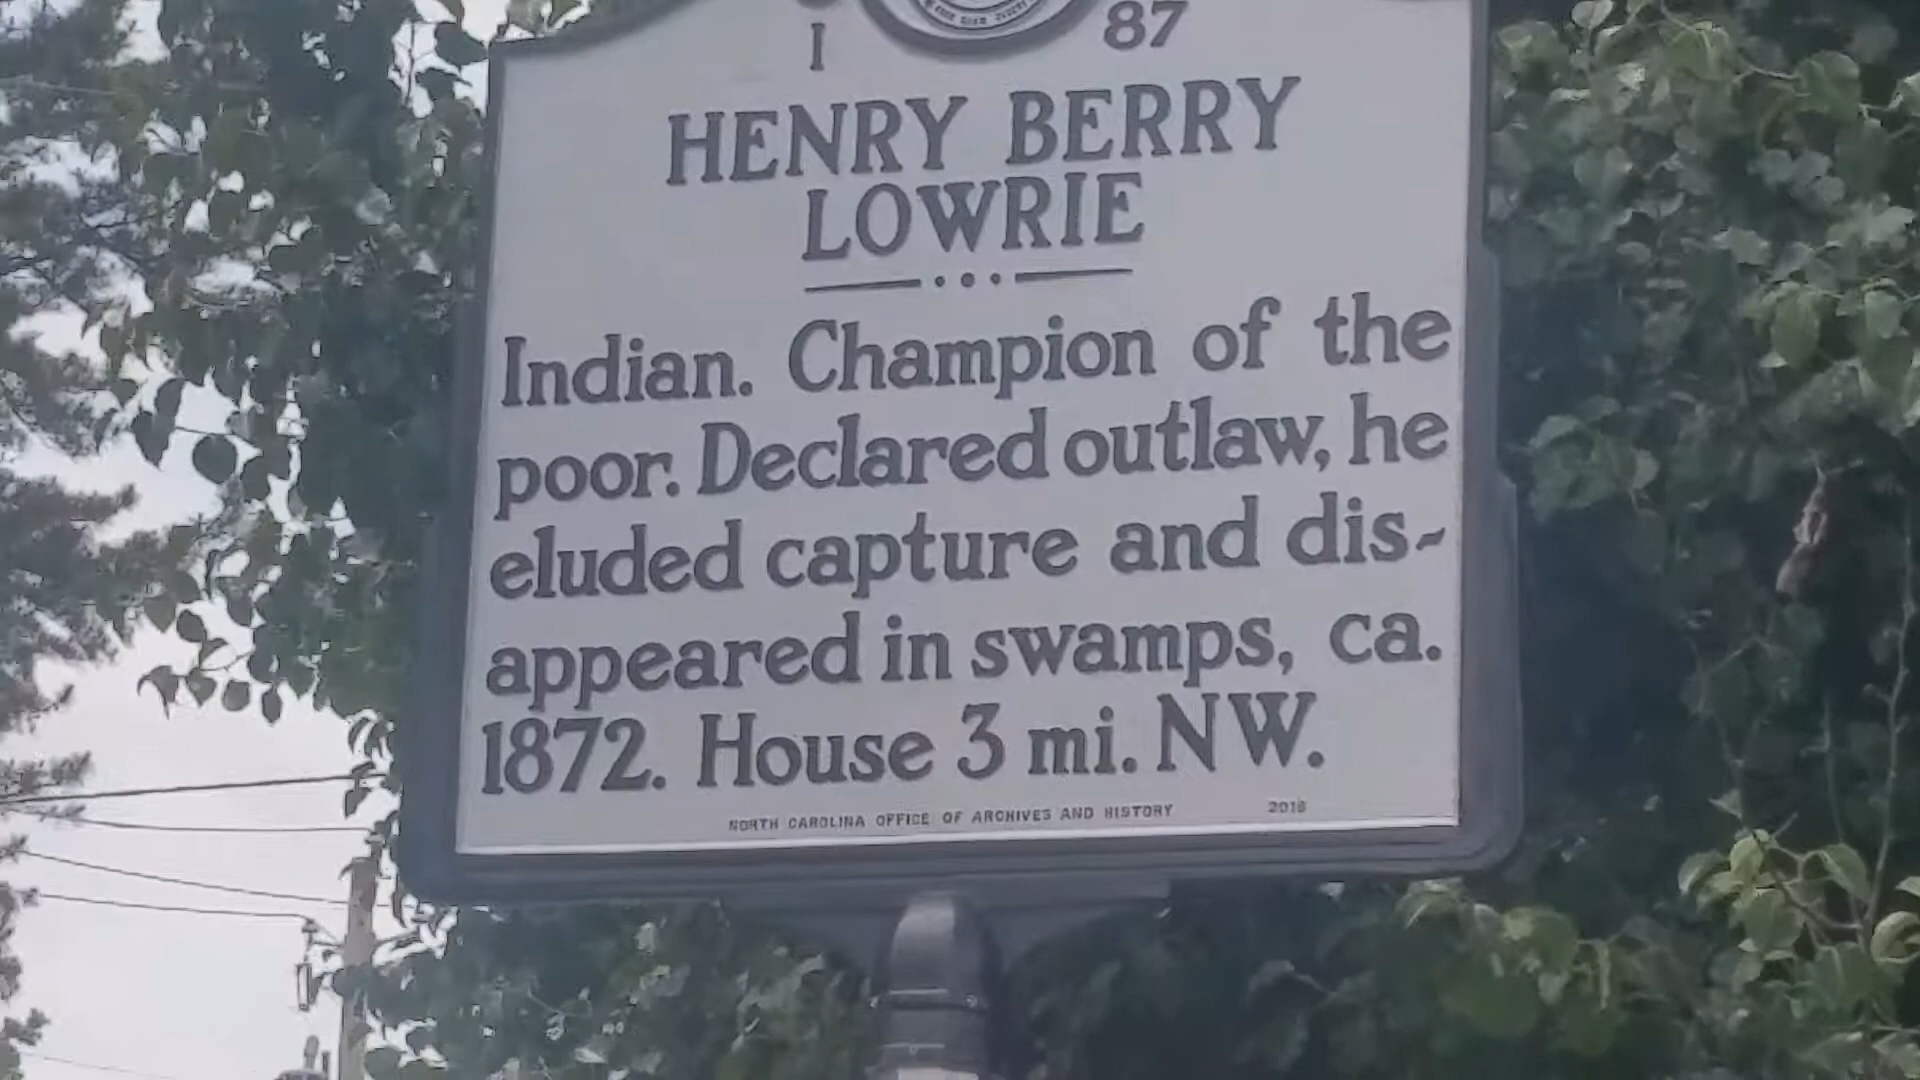 I 87
HENRY BERRY
LOWRIE
Indian. Champion of the
poor. Declared outlaw, he
eluded capture and dis-
appeared in swamps, ca.
1872. House 3 mi. NW.
NORTH CAROLINA OFFICE OF ARCHIVES AND HISTORY 2016